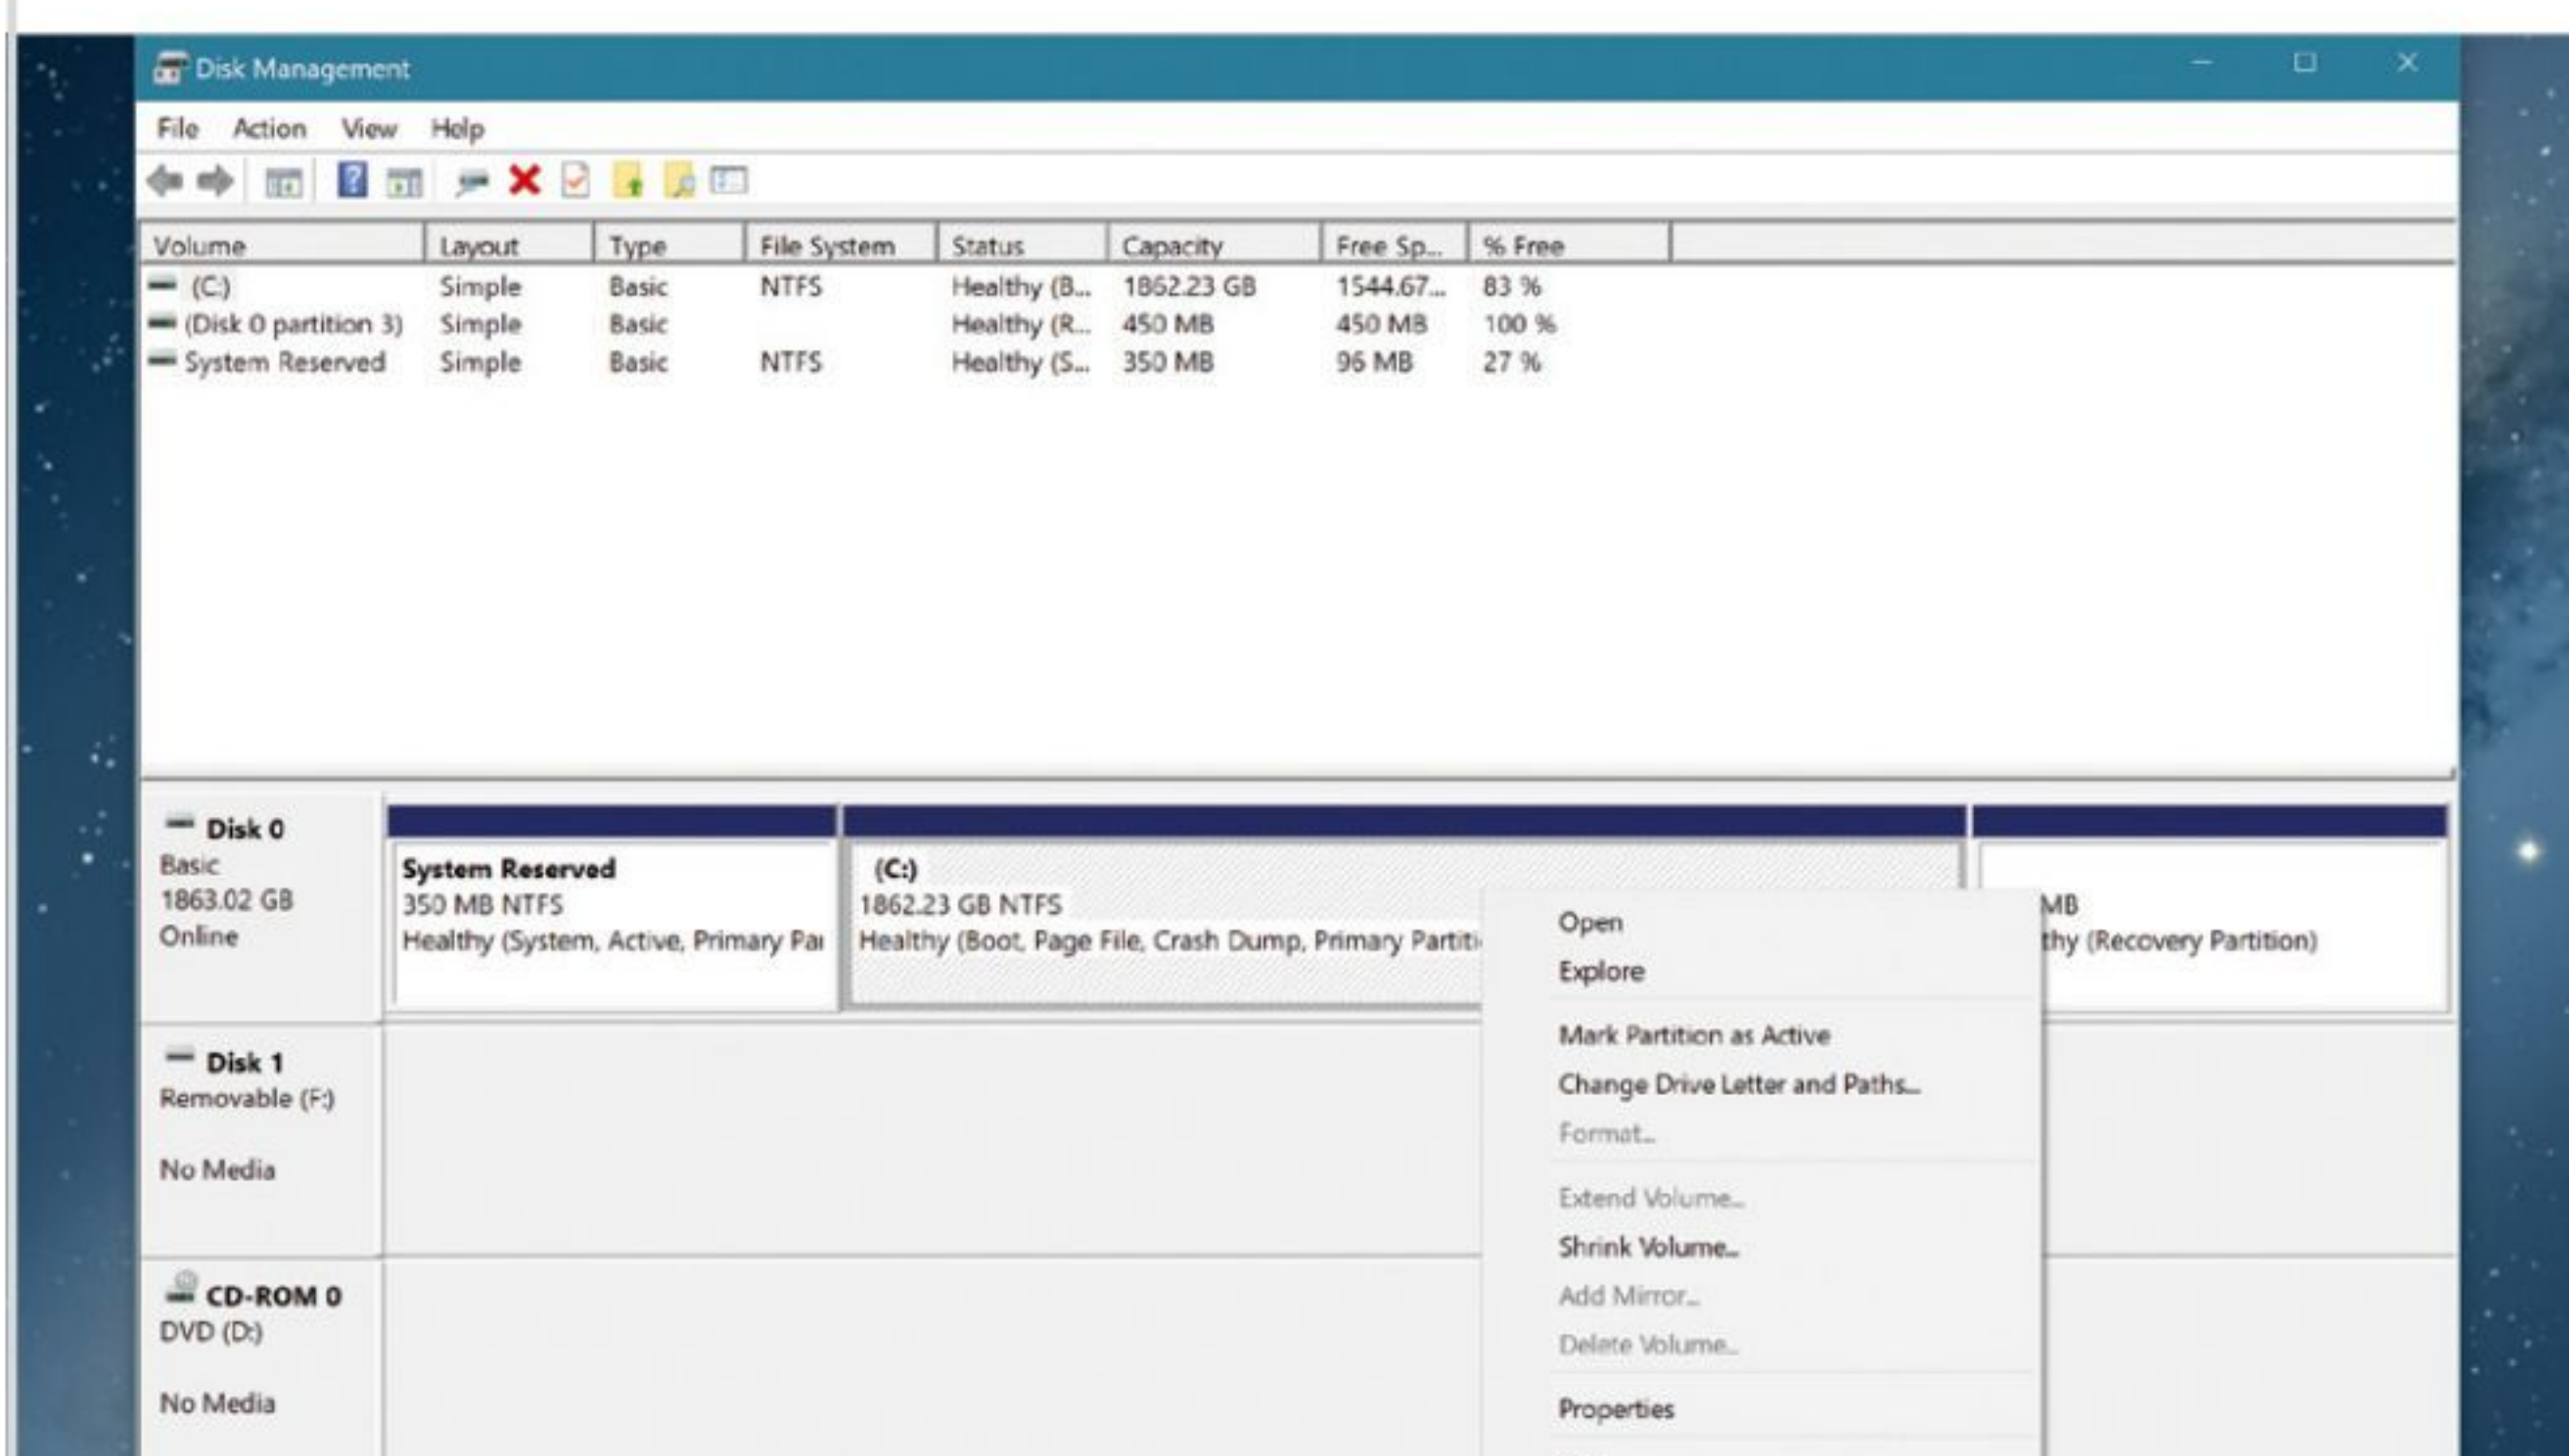 Disk Management
File Action View Help
Volume Layout Type File System Status Capacity Free Sp... % Free
(C:) Simple Basic NTFS Healthy (B... 1862.23 GB 1544.67... 83 %
(Disk 0 partition 3) Simple Basic Healthy (R... 450 MB 450 MB 100 %
System Reserved Simple Basic NTFS Healthy (S... 350 MB 96 MB 27 %
Disk 0
Basic
1863.02 GB
Online
System Reserved
350 MB NTFS
Healthy (System, Active, Primary Par
(C:)
1862.23 GB NTFS
Healthy (Boot, Page File, Crash Dump, Primary Partiti
MB
thy (Recovery Partition)
Open
Explore
Mark Partition as Active
Change Drive Letter and Paths...
Format...
Extend Volume...
Shrink Volume...
Add Mirror...
Delete Volume...
Properties
Disk 1
Removable (F:)
No Media
CD-ROM 0
DVD (D:)
No Media